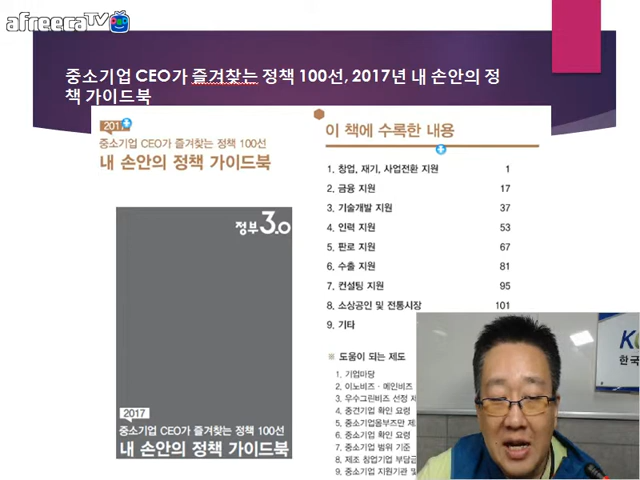 afreecaTV
중소기업 CEO가 즐겨찾는 정책 100선, 2017년 내 손안의 정
책 가이드북
중소기업 CEO가 즐겨찾는 정책 100선
내 손안의 정책 가이드북
정부3.0
2017
중소기업 CEO가 즐겨찾는 정책 100선
내 손안의 정책 가이드북
이 책에 수록한 내용
1. 창업, 재기, 사업전환 지원 1
2. 금융 지원 17
3. 기술개발 지원 37
4. 인력 지원 53
5. 판로 지원 67
6. 수출 지원 81
7. 컨설팅 지원 95
8. 소상공인 및 전통시장 101
9. 기타
※ 도움이 되는 제도
1. 기업마당
2. 이노비즈·메인비즈
3. 우수그린비즈 선정
4. 중견기업 확인 요령
5. 중소기업옴부즈만
6. 중소기업 확인 요령
7. 중소기업 범위 기준
8. 제조 창업기업 부담금
9. 중소기업 지원기관 및
한국